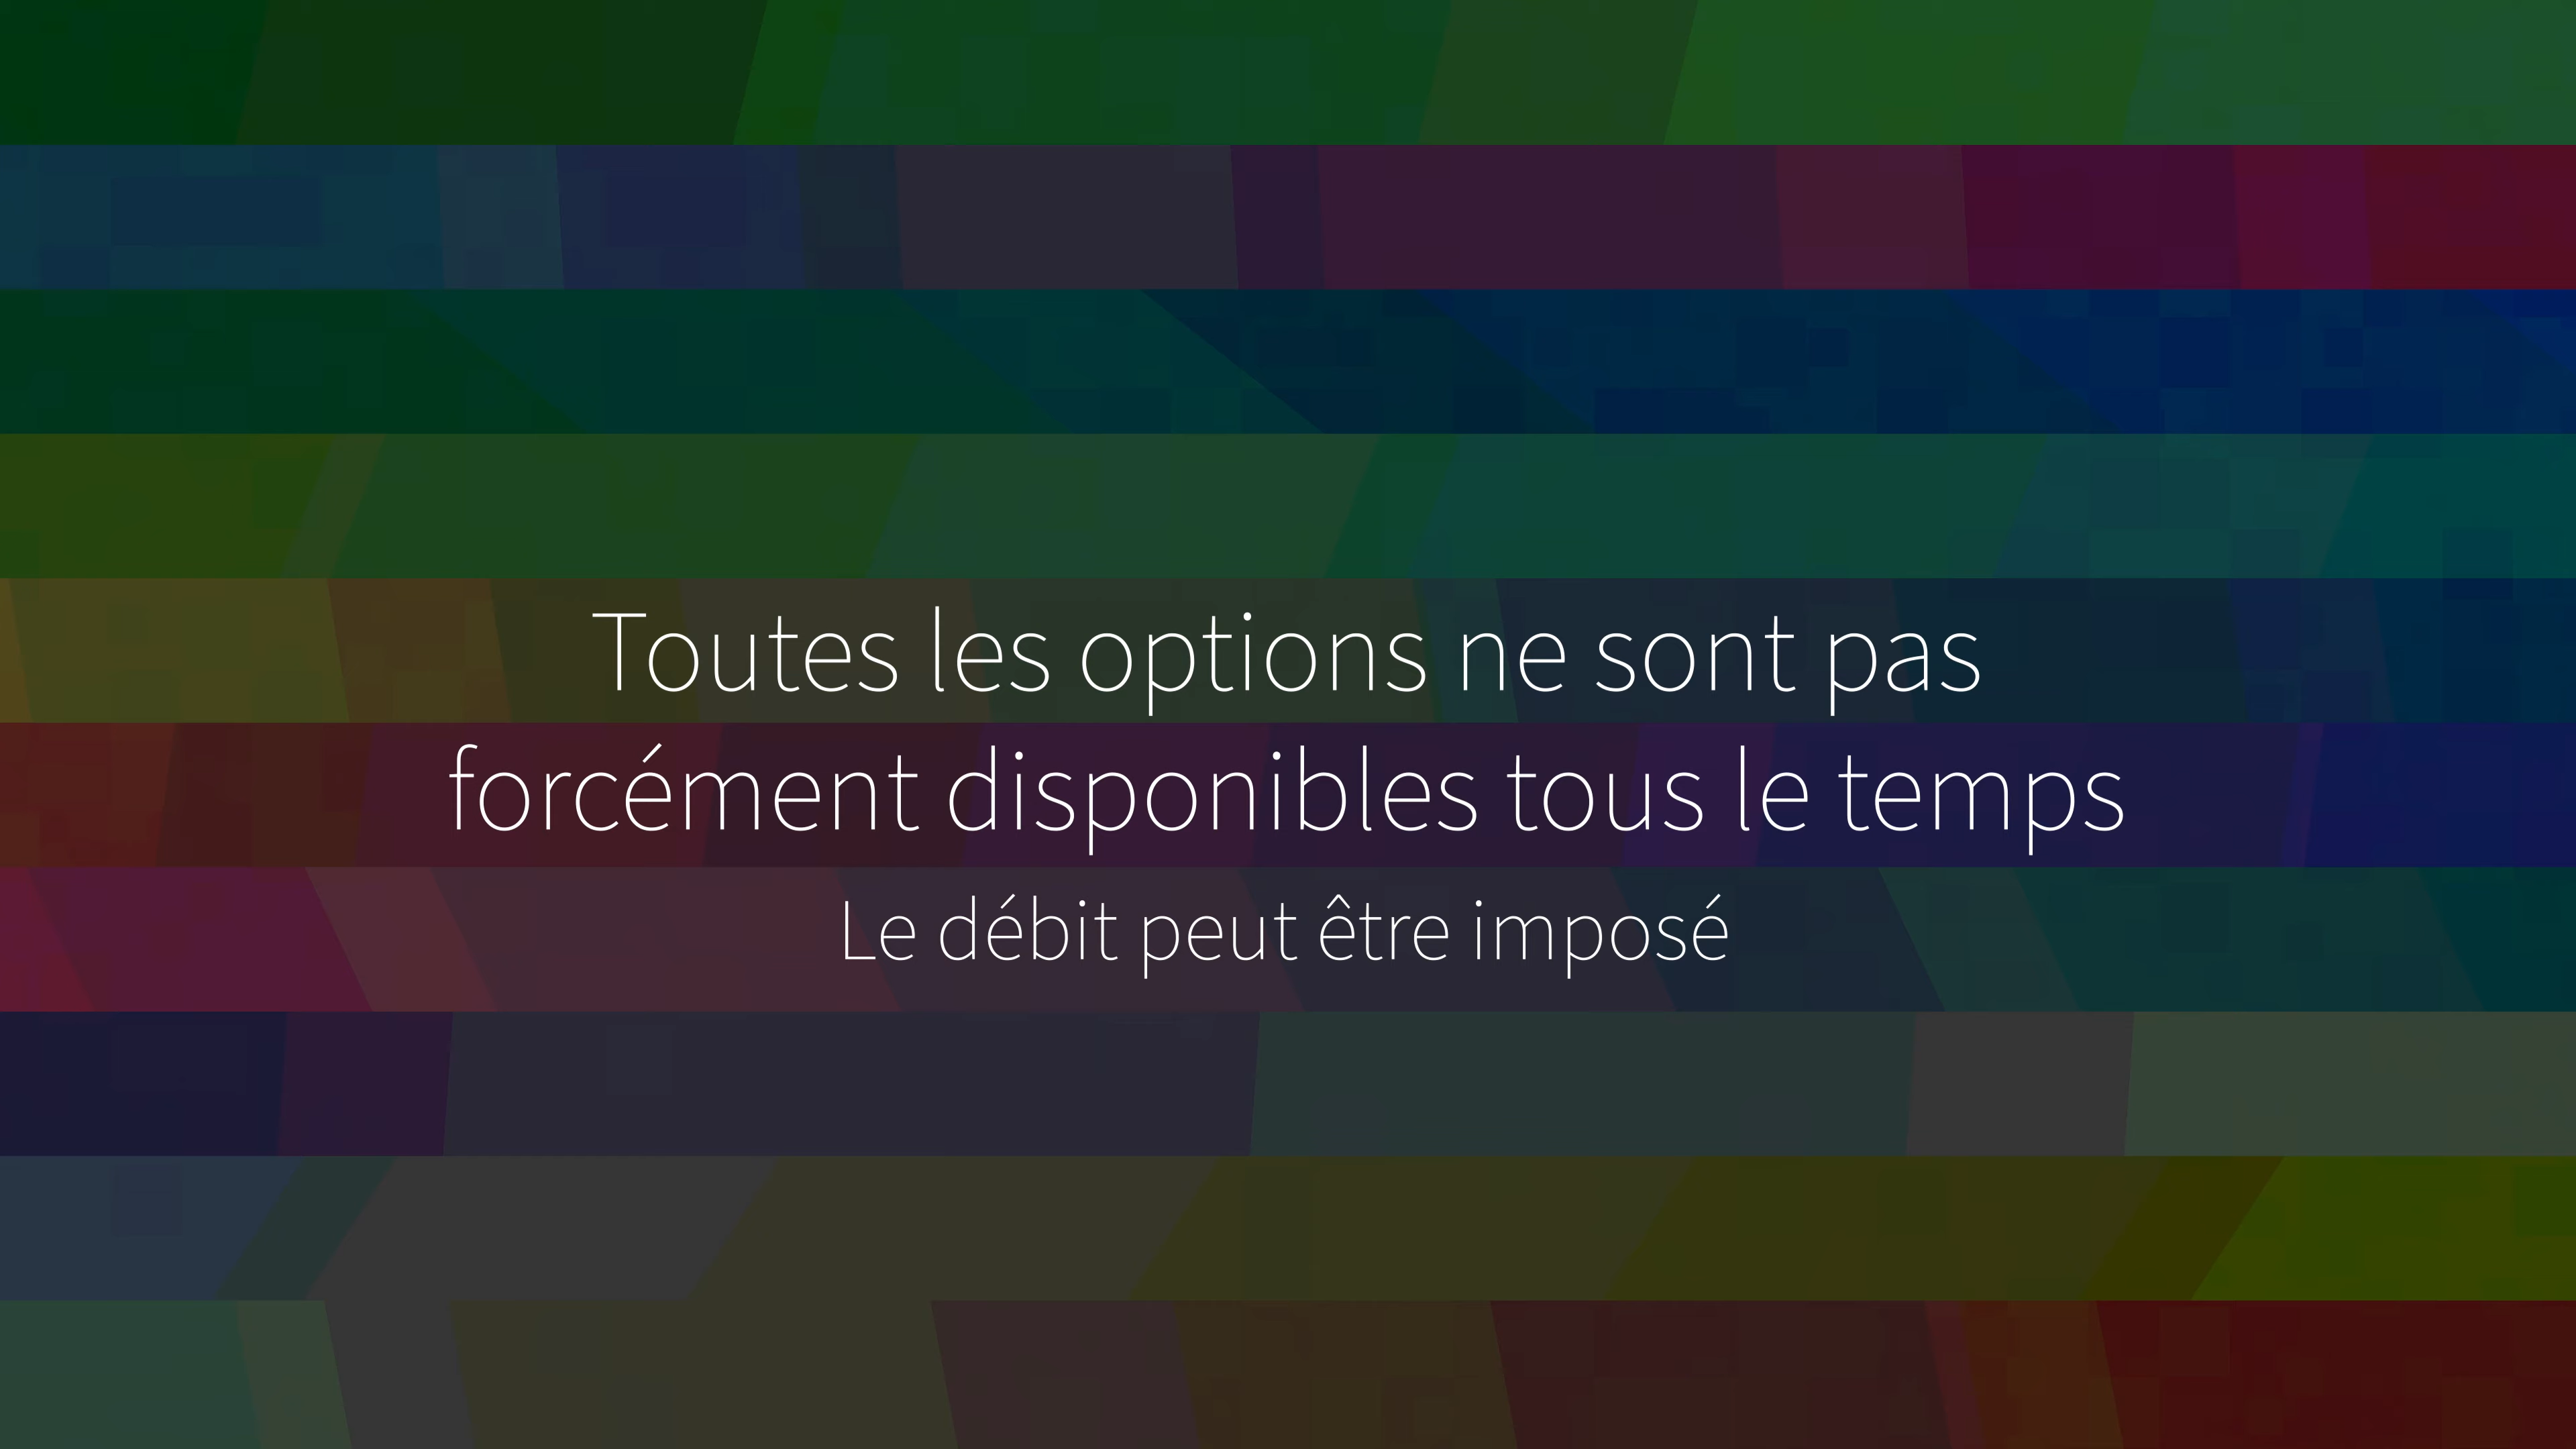 Toutes les options ne sont pas
forcément disponibles tous le temps
Le débit peut être imposé